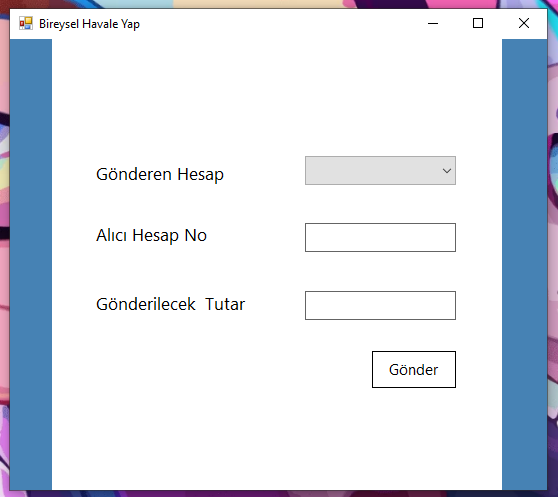 Bireysel Havale Yap
Gönderen Hesap
Alıcı Hesap No
Gönderilecek  Tutar
Gönder